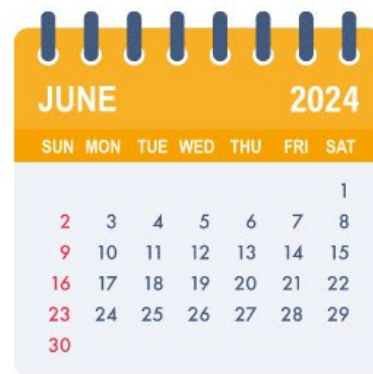 JUNE 2024
SUN MON TUE WED THU FRI SAT
1
2 3 4 5 6 7 8
9 10 11 12 13 14 15
16 17 18 19 20 21 22
23 24 25 26 27 28 29
30